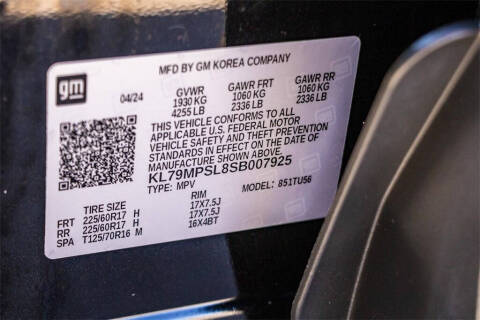 MFD BY GM KOREA COMPANY
gm
04/24
GVWR GAWR FRT GAWR RR
1930 KG 1060 KG 1060 KG
4255 LB 2336 LB 2336 LB
THIS VEHICLE CONFORMS TO ALL
APPLICABLE U.S. FEDERAL MOTOR
VEHICLE SAFETY AND THEFT PREVENTION
STANDARDS IN EFFECT ON THE DATE OF
MANUFACTURE SHOWN ABOVE.
KL79MPSL8SB007925
TYPE: MPV MODEL: 851TU56
TIRE SIZE RIM
FRT 225/60R17 H 17X7.5J
RR 225/60R17 H 17X7.5J
SPA T125/70R16 M 16X4BT